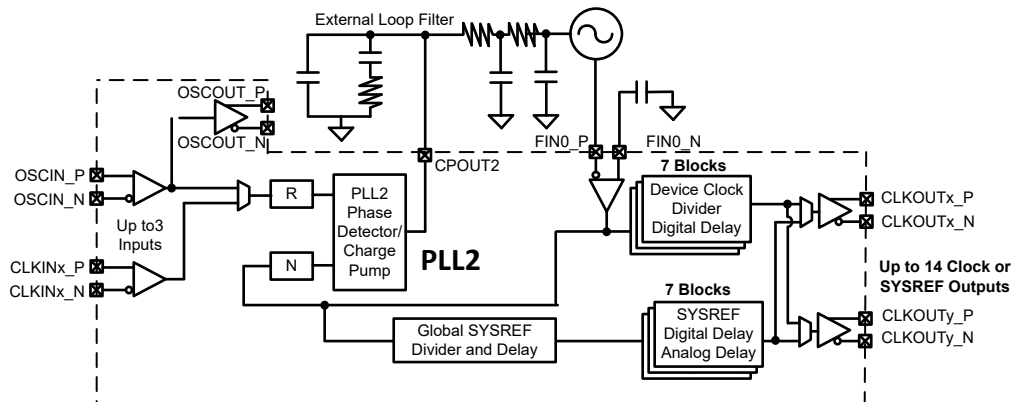 External Loop Filter
OSCOUT_P
OSCOUT_N
FIN0_P
FIN0_N
CPOUT2
7 Blocks
OSCIN_P
OSCIN_N
Up to3
Inputs
CLKINx_P
CLKINx_N
R
N
PLL2
Phase
Detector/
Charge
Pump
PLL2
Device Clock
Divider
Digital Delay
CLKOUTx_P
CLKOUTx_N
Up to 14 Clock or
SYSREF Outputs
7 Blocks
Global SYSREF
Divider and Delay
SYSREF
Digital Delay
Analog Delay
CLKOUTy_P
CLKOUTy_N